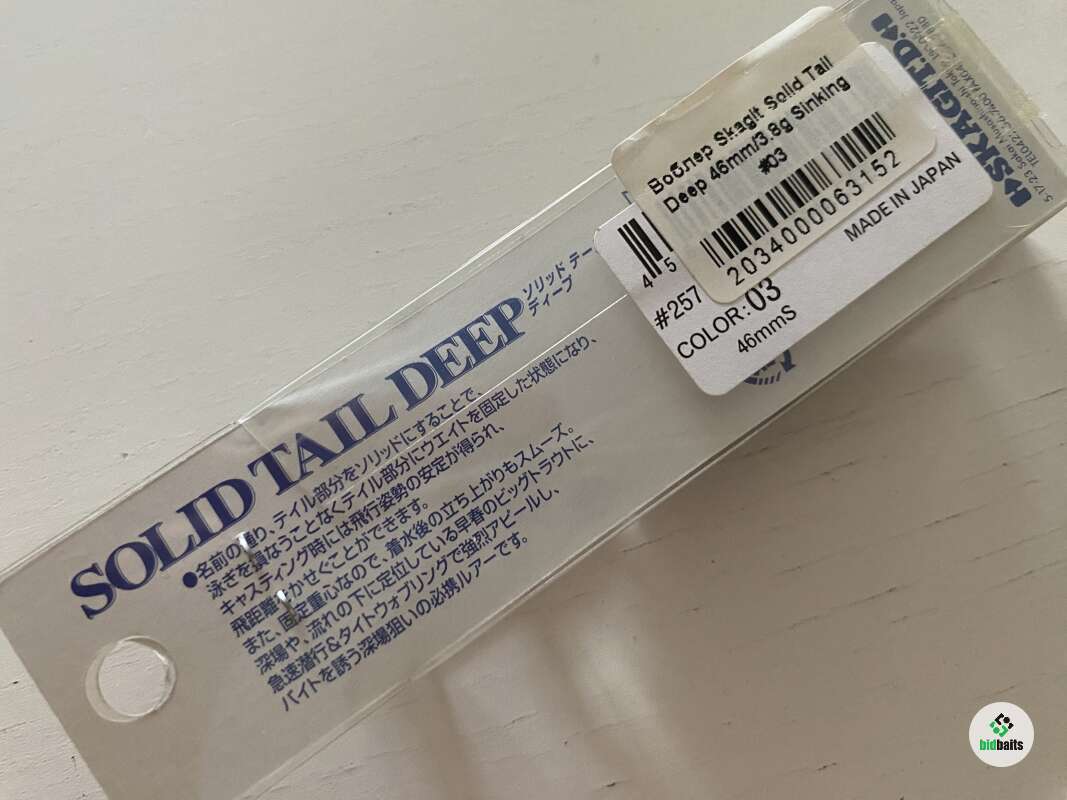 SOLID TAIL DEEP
ソリッド テー
ディープ
•名前の通り、テイル部分をソリッドにすることで、
泳ぎを損なうことなくテイル部分にウエイトを固定した状態になり、
キャスティング時には飛行姿勢の安定が得られ、
飛距離をかせぐことができます。
また、固定重心なので、着水後の立ち上がりもスムーズ。
深場や、流れの下に定位している早春のビッグトラウトに、
急速潜行&タイトウォブリングで強烈アピールし、
バイトを誘う深場狙いの必携ルアーです。
Воблер Skagit Solid Tail
Deep 46mm/3.8g Sinking
#03
2034000063152
45
MADE IN JAPAN
#257
COLOR:03
46mmS
SKAGIT.D
5-17-23 Sakai Musashino-shi Tok
bidbaits